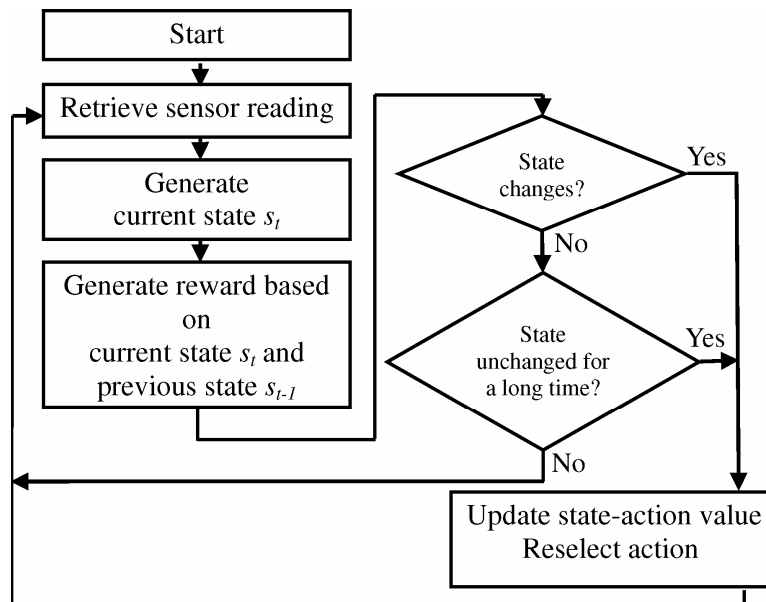 Start
Retrieve sensor reading
Generate
current state sₜ
Generate reward based
on
current state sₜ and
previous state sₜ₋₁
State
changes?
Yes
No
State
unchanged for
a long time?
Yes
No
Update state-action value
Reselect action